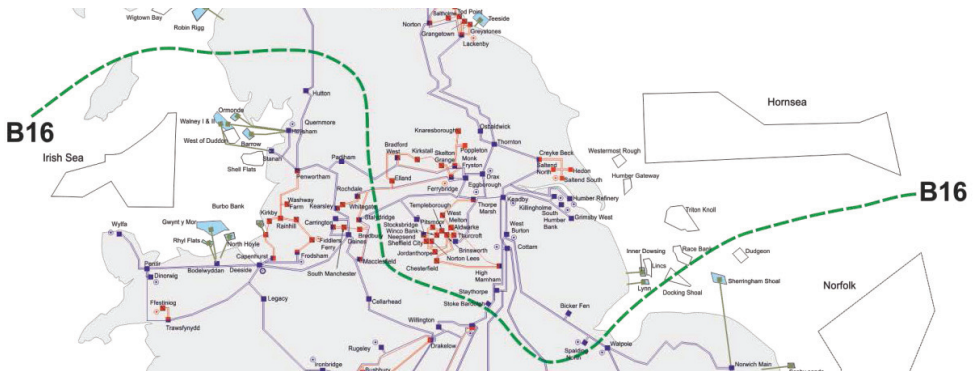 Wigtown Bay
Robin Rigg
Norton
Saltholme
Teeside
Grangetown
Greystones
Lackenby
B16
Hutton
Ormonde
Walney I & II
Quernmore
Heysham
West of Duddon
Barrow
Stanah
Shell Flats
Irish Sea
Penwortham
Padiham
Knaresborough
Osbaldwick
Bradford
West
Kirkstall
Skelton
Grange
Poppleton
Monk
Fryston
Thornton
Creyke Beck
Saltend
North
Hedon
Saltend South
Westermost Rough
Humber Gateway
Hornsea
B16
Elland
Ferrybridge
Eggborough
Drax
Rochdale
Washway
Farm
Kearsley
Whitegate
Kirkby
Rainhill
Carrington
Stalybridge
Bredbury
Daines
Fiddlers
Ferry
Frodsham
South Manchester
Macclesfield
Templeborough
Stocksbridge
Pitsmoor
West
Melton
Winco Bank
Neepsend
Sheffield City
Aldwarke
Thurcroft
Jordanthorpe
Brinsworth
Norton Lees
Chesterfield
Thorpe
Marsh
Keadby
Killingholme
Humber Refinery
South
Humber
Bank
Grimsby West
West
Burton
Cottam
High
Marnham
Staythorpe
Stoke Bardolph
Burbo Bank
Gwynt y Mor
Rhyl Flats
North Hoyle
Wylfa
Pentir
Dinorwig
Bodelwyddan
Deeside
Capenhurst
Ffestiniog
Trawsfynydd
Legacy
Cellarhead
Willington
Drakelow
Rugeley
Ironbridge
Bushbury
Triton Knoll
Inner Dowsing
Race Bank
Lincs
Lynn
Docking Shoal
Dudgeon
Sherringham Shoal
Norfolk
Bicker Fen
Spalding
North
Walpole
Norwich Main